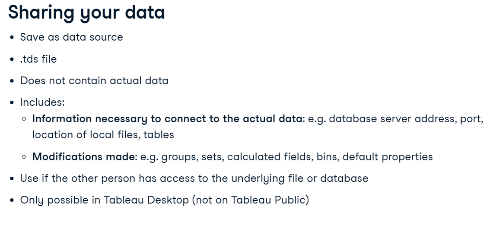 Sharing your data
• Save as data source
• .tds file
• Does not contain actual data
• Includes:
◦ Information necessary to connect to the actual data: e.g. database server address, port,
location of local files, tables
◦ Modifications made: e.g. groups, sets, calculated fields, bins, default properties
• Use if the other person has access to the underlying file or database
• Only possible in Tableau Desktop (not on Tableau Public)